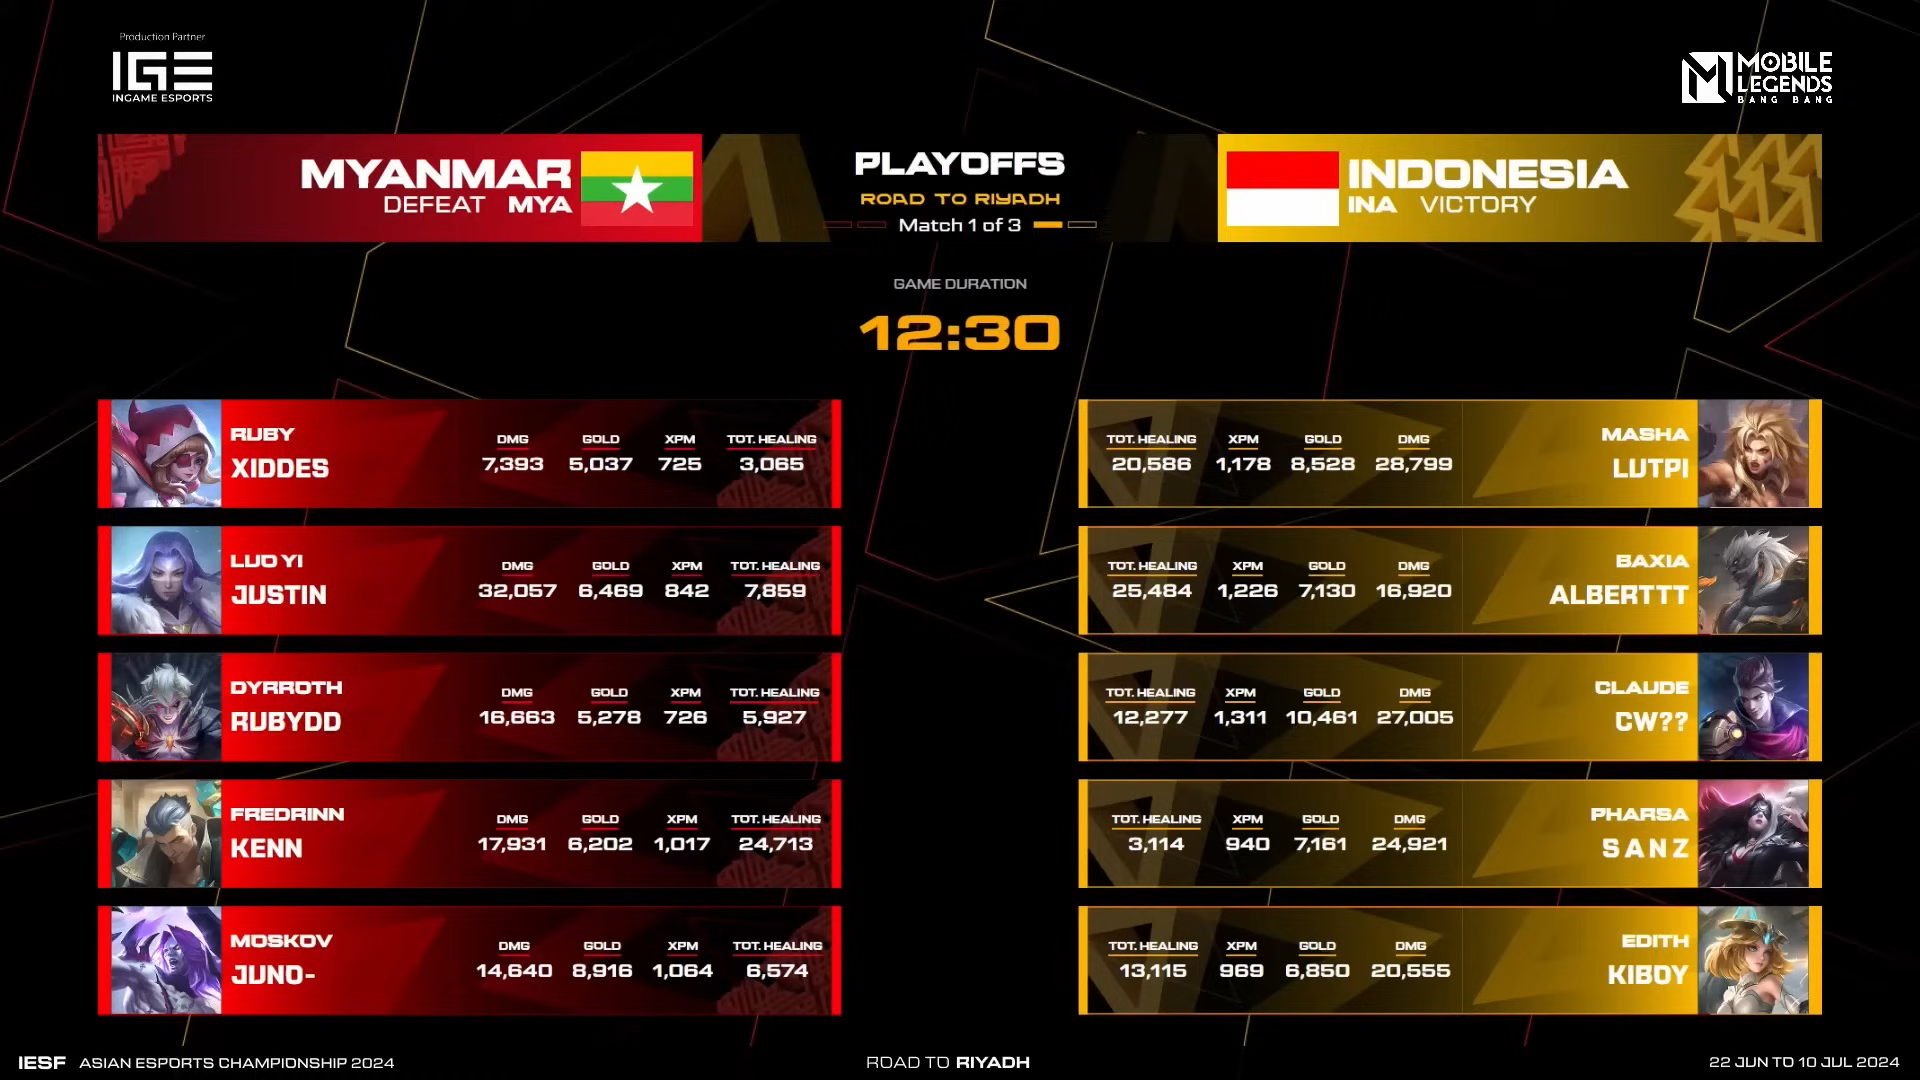 Production Partner
IGE
INGAME ESPORTS
MOBILE
LEGENDS
BANG BANG
MYANMAR
DEFEAT MYA
PLAYOFFS
ROAD TO RIYADH
Match 1 of 3
INDONESIA
INA VICTORY
GAME DURATION
12:30
RUBY
XIDDES
DMG GOLD XPM TOT. HEALING
7,393 5,037 725 3,065
LUO YI
JUSTIN
DMG GOLD XPM TOT. HEALING
32,057 6,469 842 7,859
DYRROTH
RUBYDD
DMG GOLD XPM TOT. HEALING
16,663 5,278 726 5,927
FREDRINN
KENN
DMG GOLD XPM TOT. HEALING
17,931 6,202 1,017 24,713
MOSKOV
JUNO-
DMG GOLD XPM TOT. HEALING
14,640 8,916 1,064 6,574
TOT. HEALING XPM GOLD DMG
20,586 1,178 8,528 28,799
MASHA
LUTPI
TOT. HEALING XPM GOLD DMG
25,484 1,226 7,130 16,920
BAXIA
ALBERTTT
TOT. HEALING XPM GOLD DMG
12,277 1,311 10,461 27,005
CLAUDE
CW??
TOT. HEALING XPM GOLD DMG
3,114 940 7,161 24,921
PHARSA
S A N Z
TOT. HEALING XPM GOLD DMG
13,115 969 6,850 20,555
EDITH
KIBOY
IESF ASIAN ESPORTS CHAMPIONSHIP 2024
ROAD TO RIYADH
22 JUN TO 10 JUL 2024